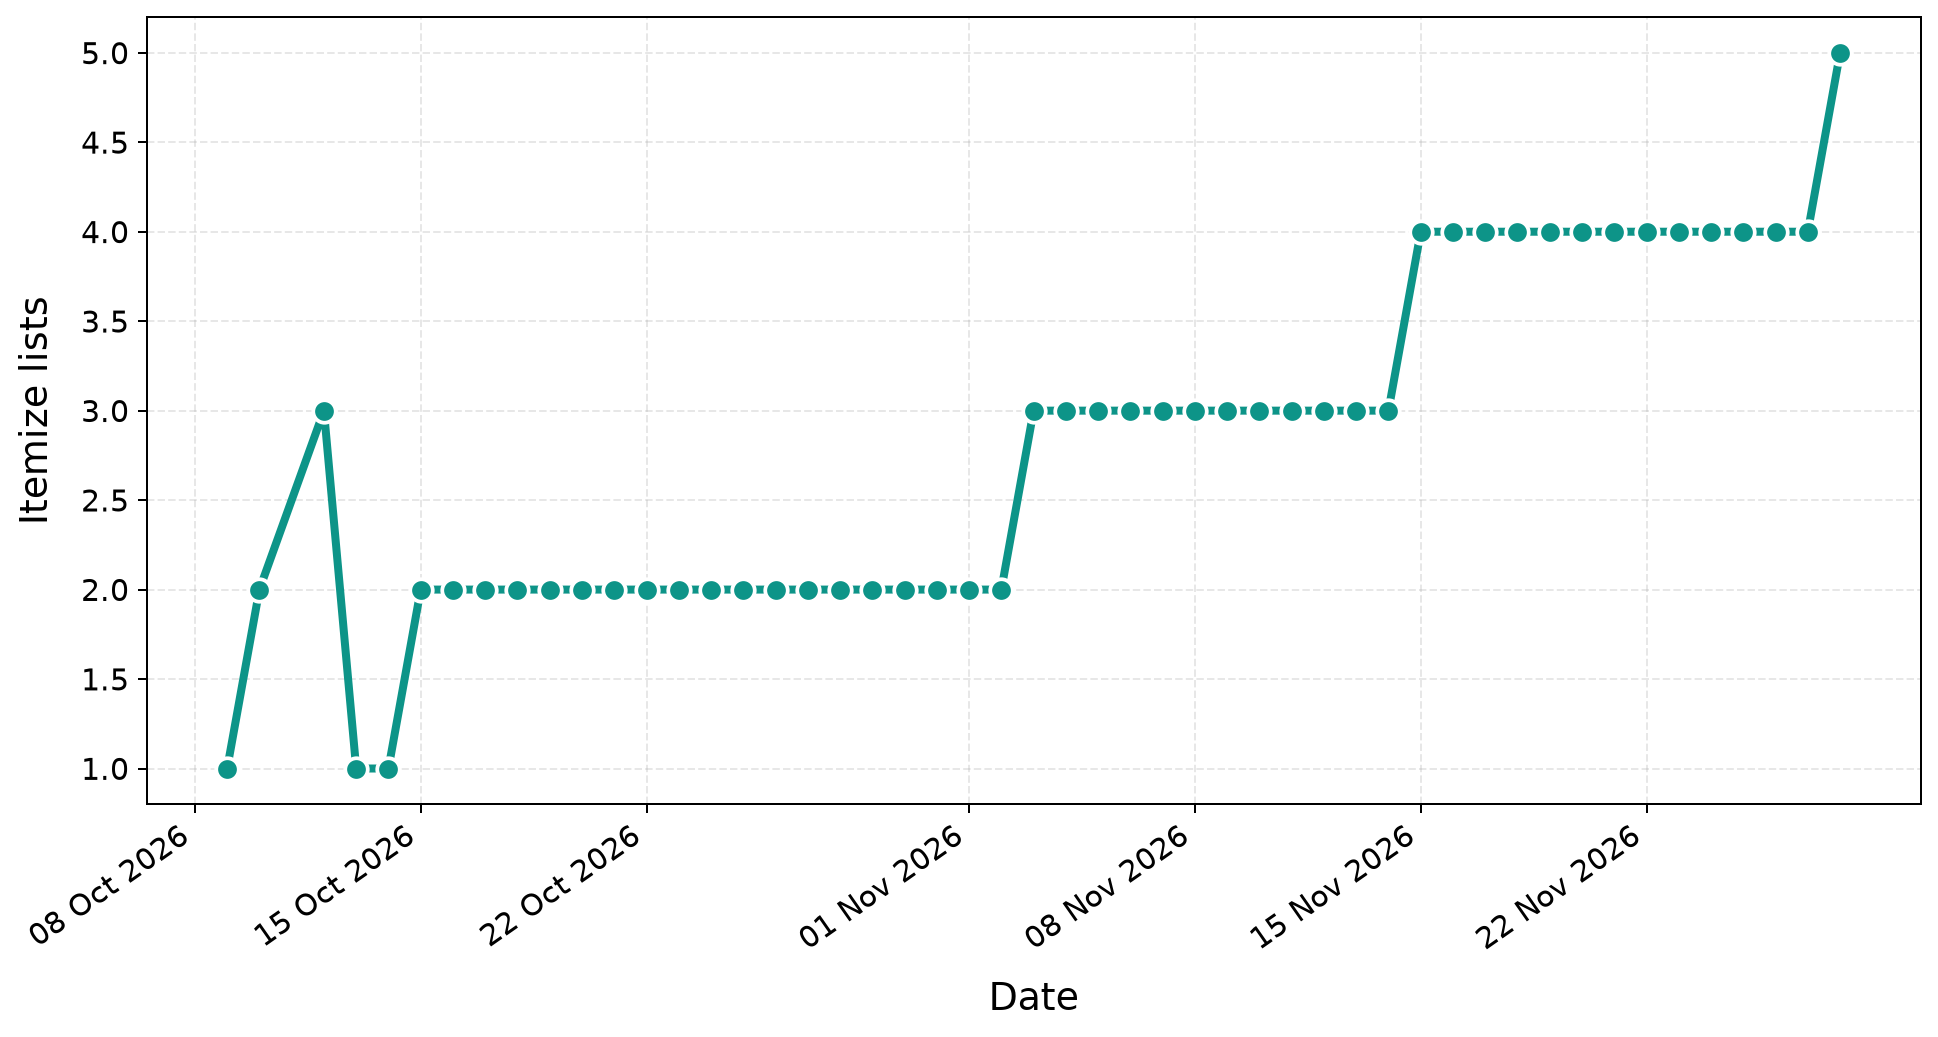 5.0
4.5
4.0
3.5
3.0
2.5
2.0
1.5
1.0
Itemize lists
08 Oct 2026
15 Oct 2026
22 Oct 2026
01 Nov 2026
08 Nov 2026
15 Nov 2026
22 Nov 2026
Date